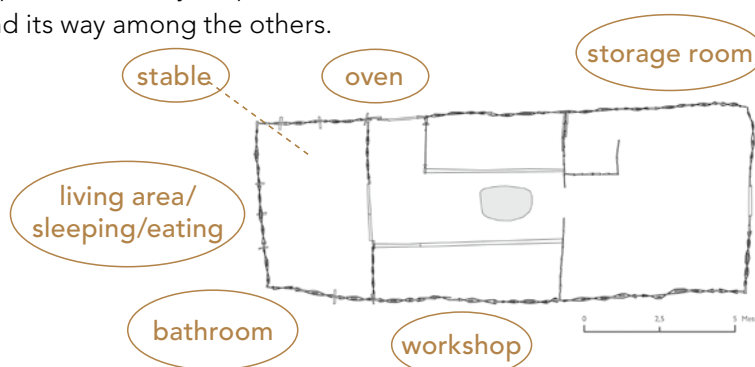 nd its way among the others.
storage room
stable
oven
living area/
sleeping/eating
bathroom
workshop
0
2,5
5 Me